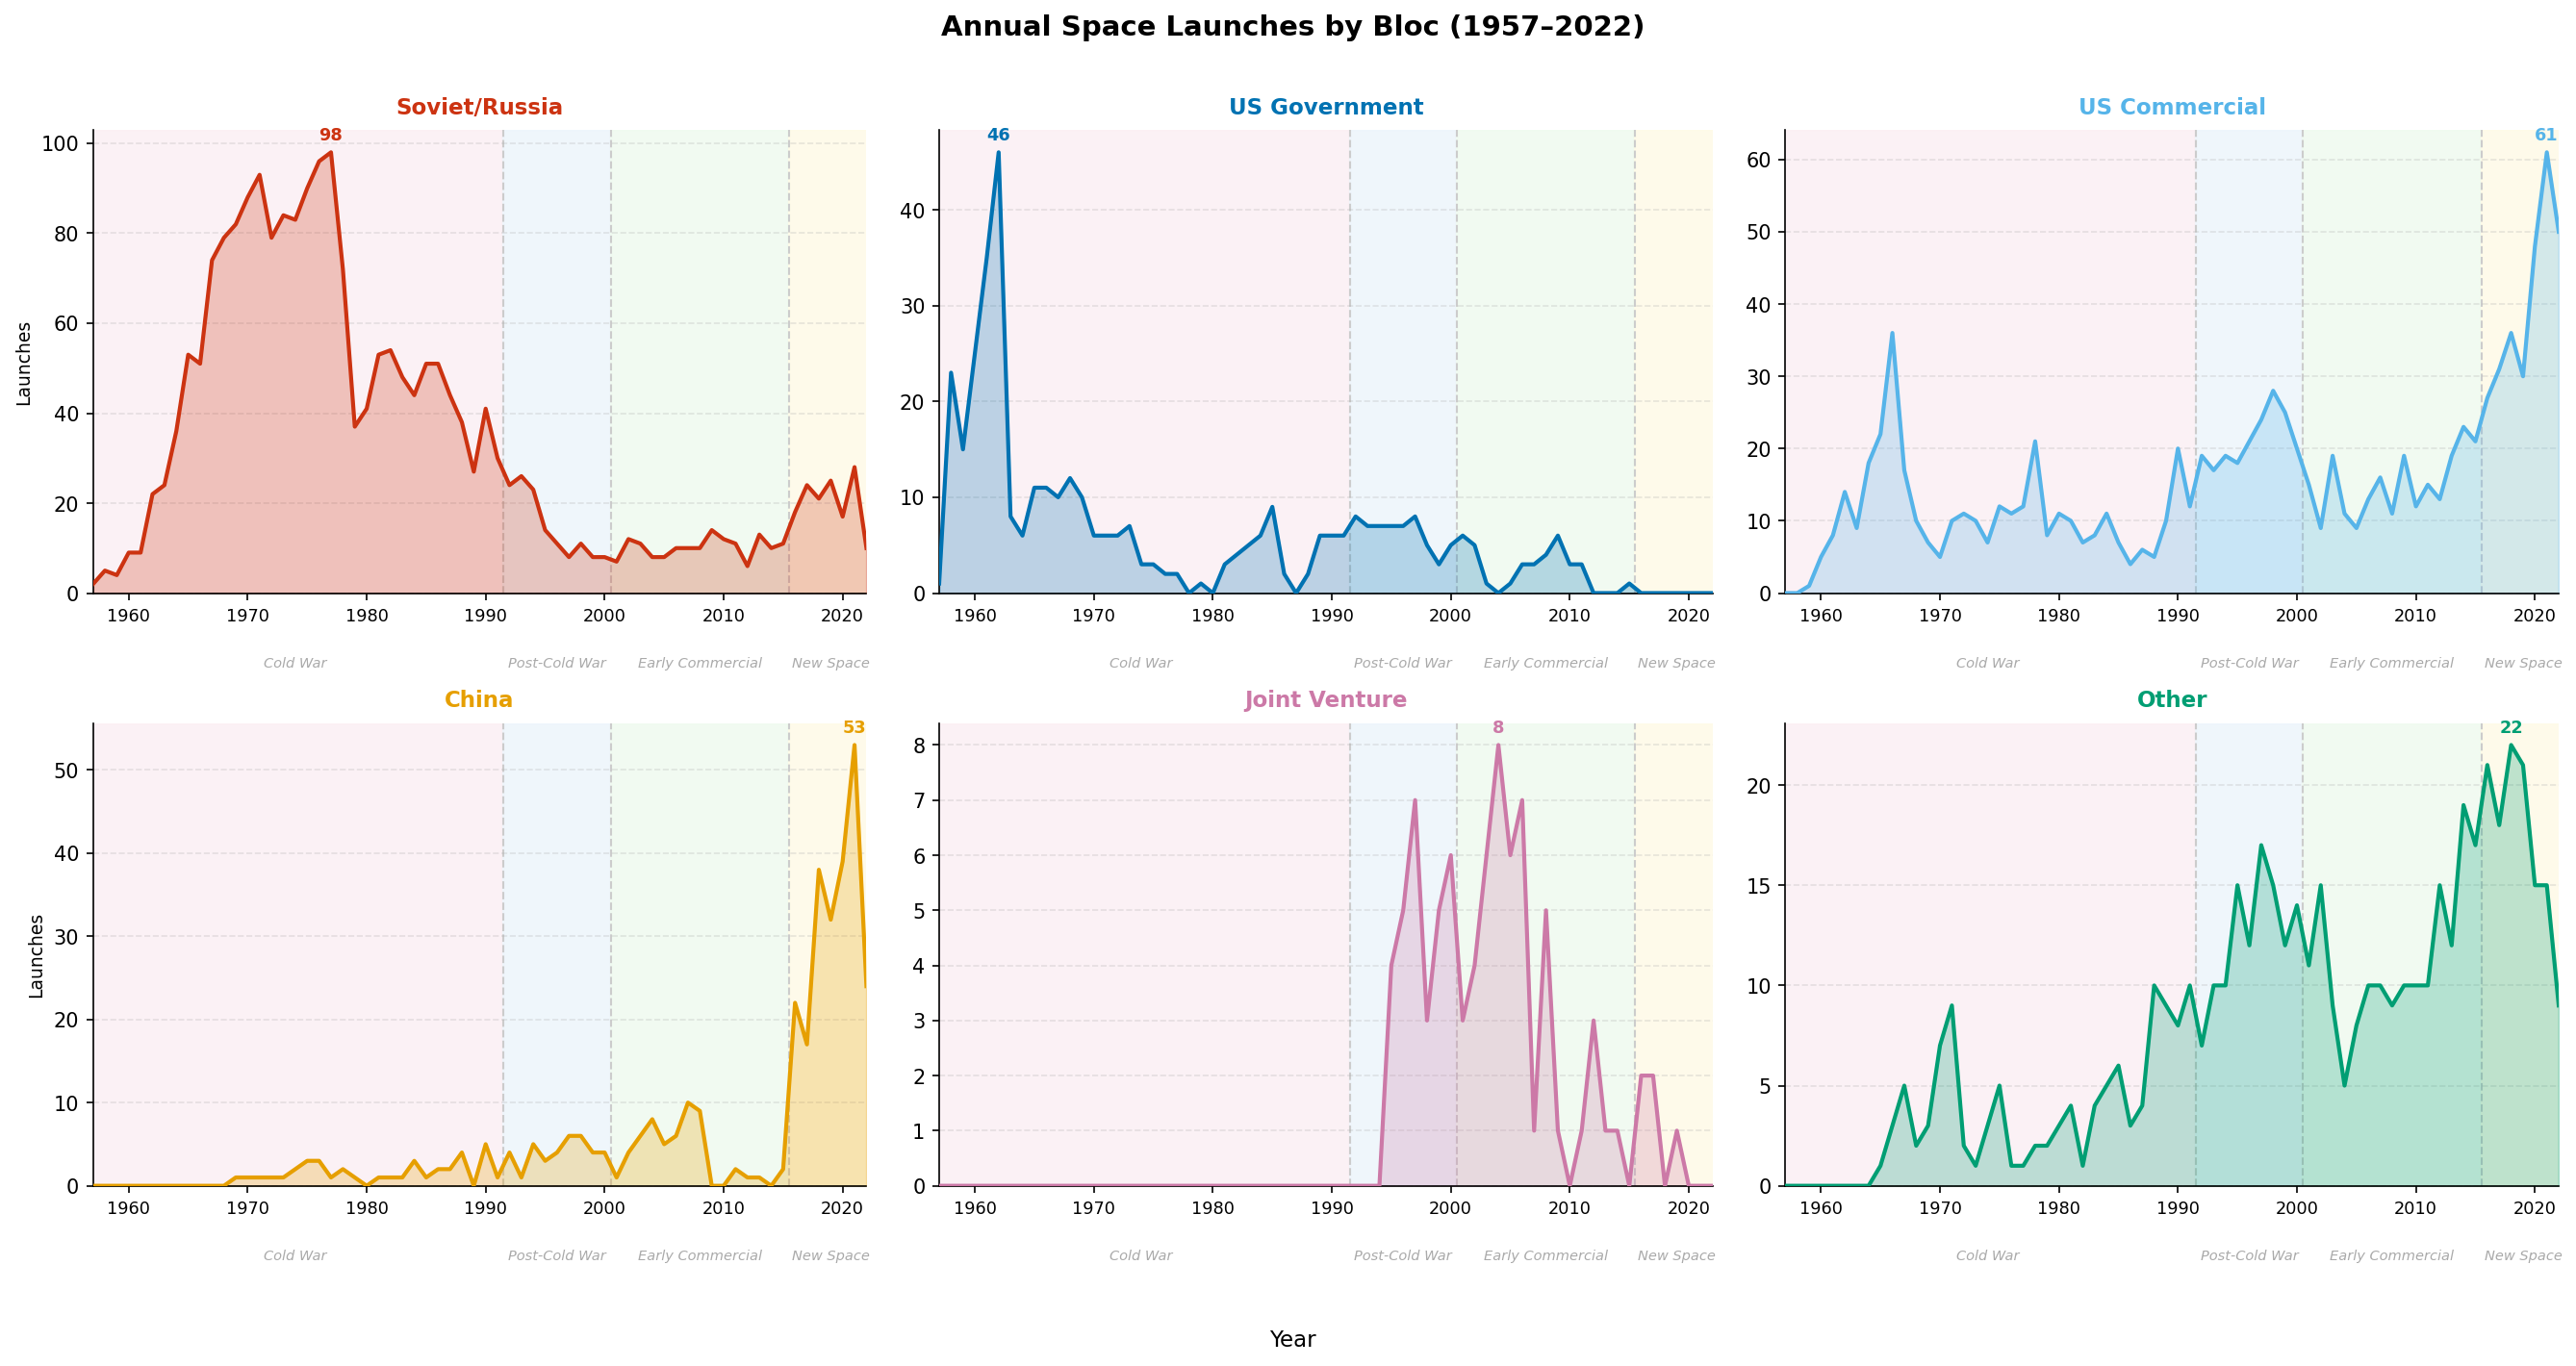 Annual Space Launches by Bloc (1957–2022)
Soviet/Russia
98
Launches
100
80
60
40
20
0
1960 1970 1980 1990 2000 2010 2020
Cold War Post-Cold War Early Commercial New Space
US Government
46
40
30
20
10
0
1960 1970 1980 1990 2000 2010 2020
Cold War Post-Cold War Early Commercial New Space
US Commercial
61
60
50
40
30
20
10
0
1960 1970 1980 1990 2000 2010 2020
Cold War Post-Cold War Early Commercial New Space
China
53
Launches
50
40
30
20
10
0
1960 1970 1980 1990 2000 2010 2020
Cold War Post-Cold War Early Commercial New Space
Joint Venture
8
8
7
6
5
4
3
2
1
0
1960 1970 1980 1990 2000 2010 2020
Cold War Post-Cold War Early Commercial New Space
Other
22
20
15
10
5
0
1960 1970 1980 1990 2000 2010 2020
Cold War Post-Cold War Early Commercial New Space
Year